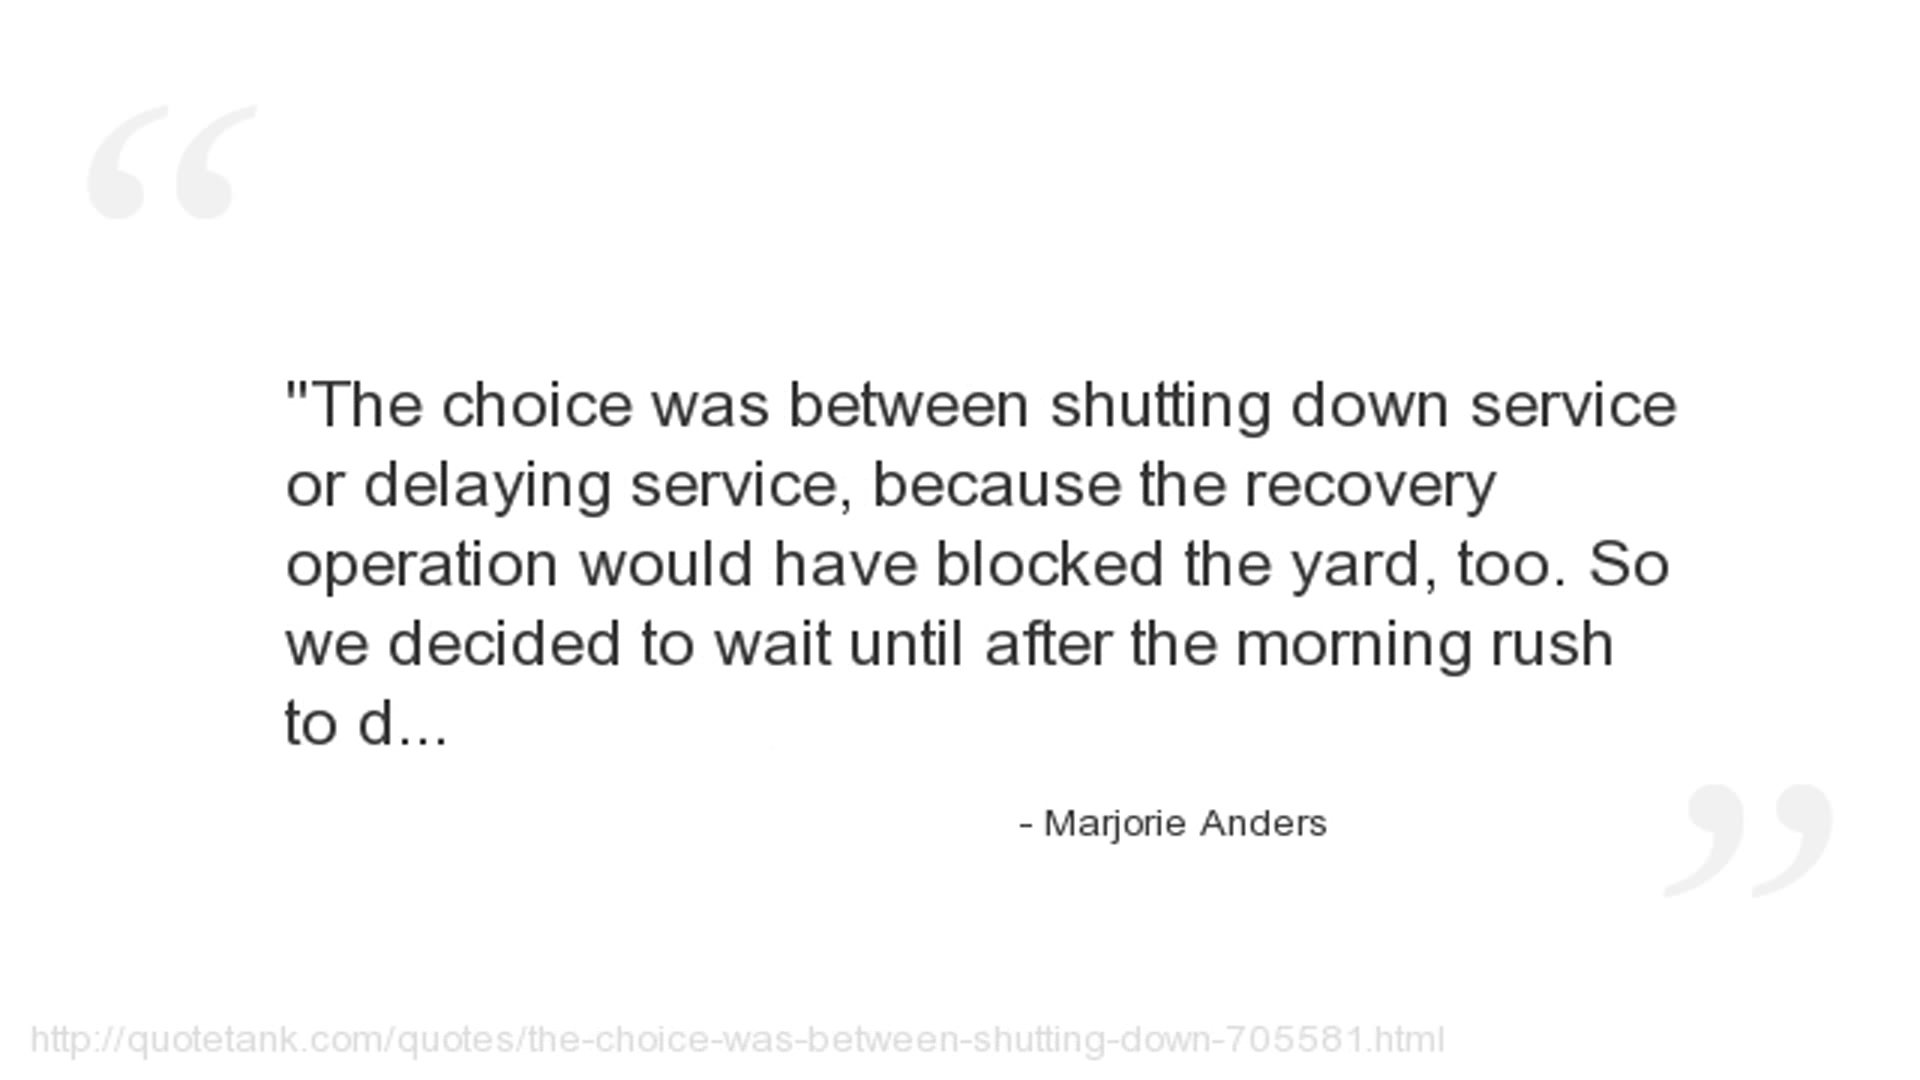 "The choice was between shutting down service
or delaying service, because the recovery
operation would have blocked the yard, too. So
we decided to wait until after the morning rush
to d...
- Marjorie Anders
http://quotetank.com/quotes/the-choice-was-between-shutting-down-705581.html